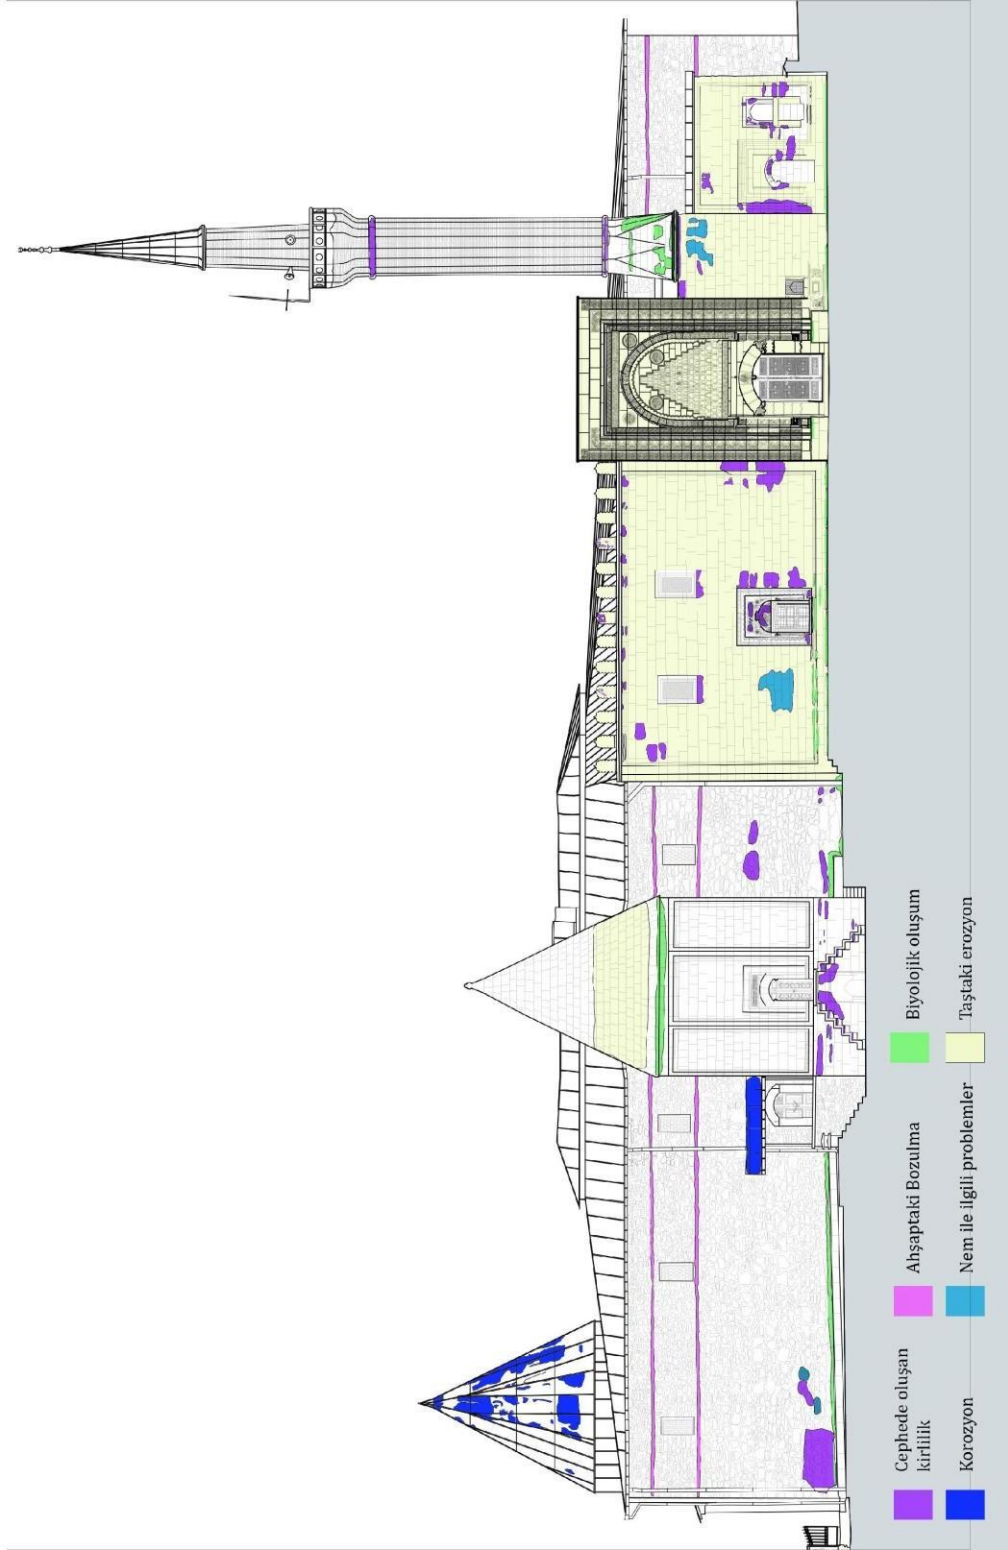 Cephede oluşan
kirlilik
Ahşaptaki Bozulma
Biyolojik oluşum
Korozyon
Nem ile ilgili problemler
Taştaki erozyon